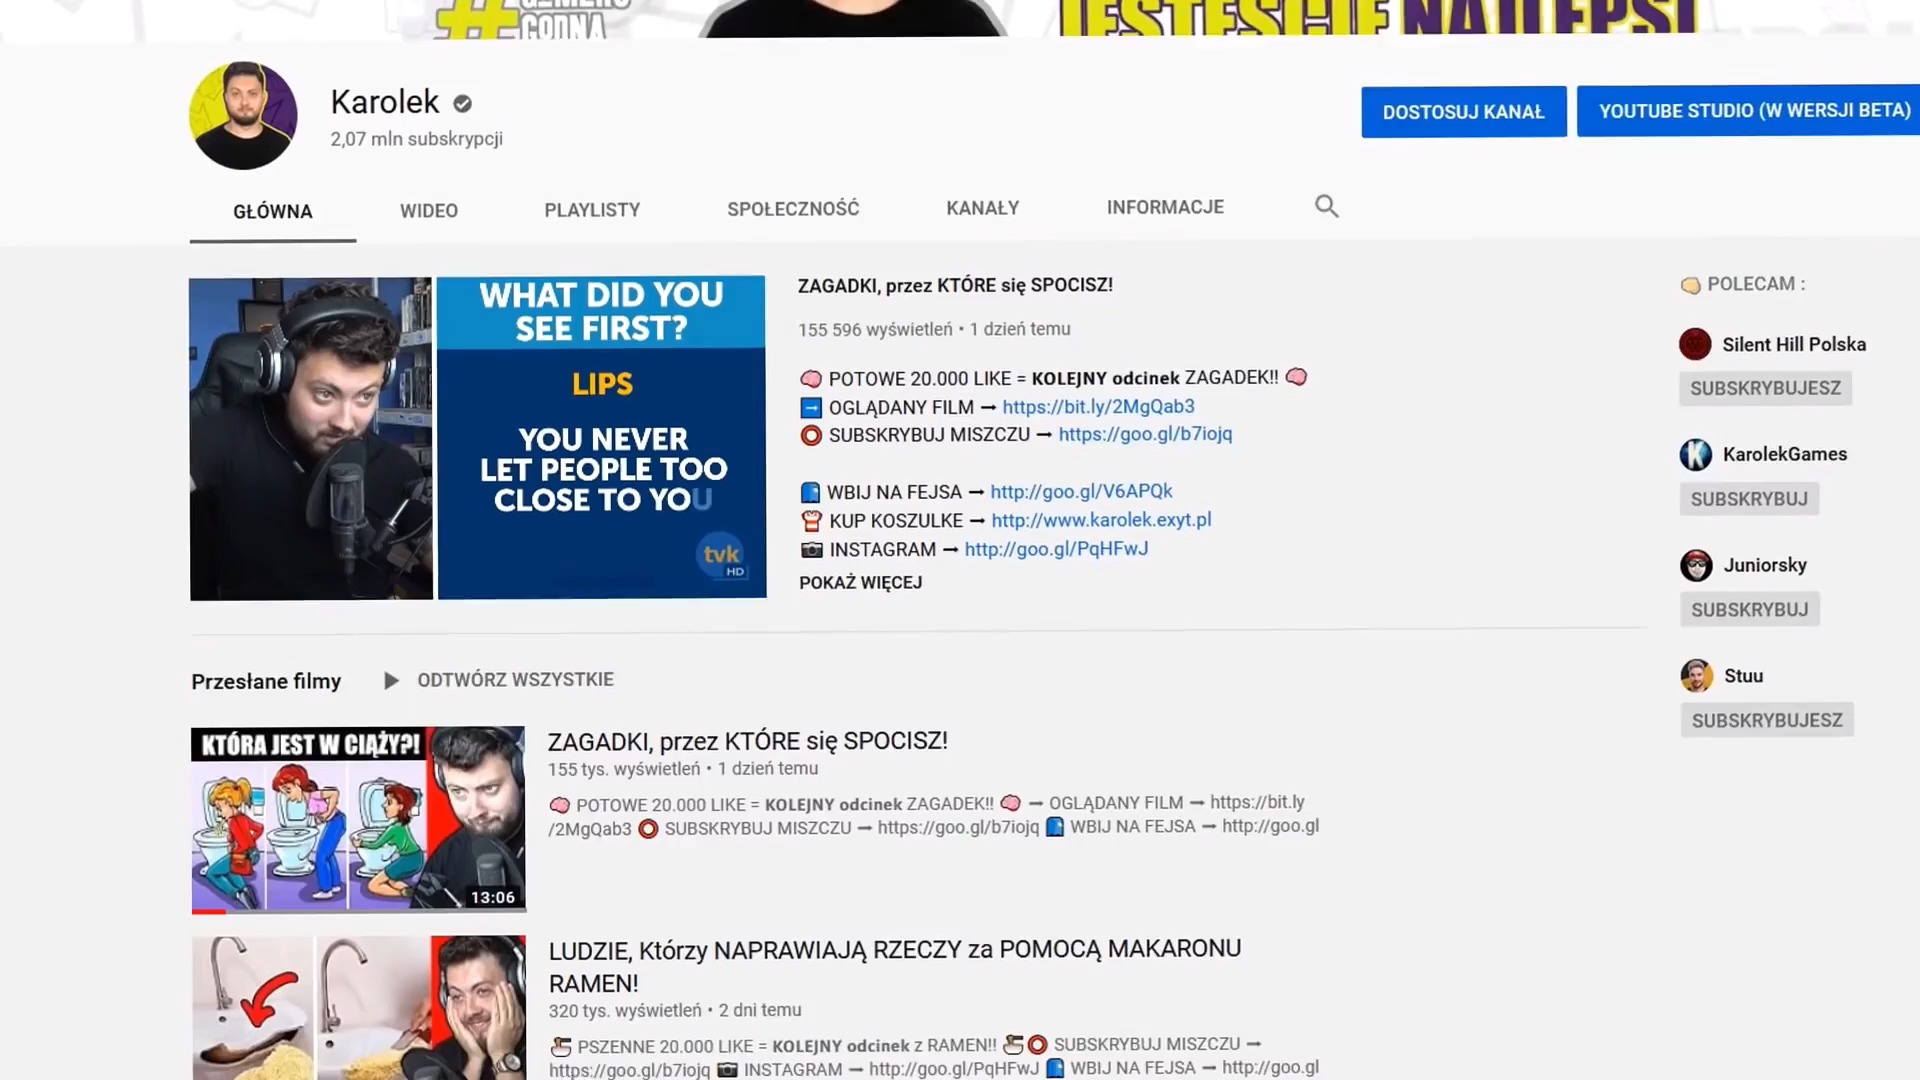 #
GODNA
JESTEŚCIE NAJLEPSI
Karolek
2,07 mln subskrypcji
DOSTOSUJ KANAŁ
YOUTUBE STUDIO (W WERSJI BETA)
GŁÓWNA
WIDEO
PLAYLISTY
SPOŁECZNOŚĆ
KANAŁY
INFORMACJE
WHAT DID YOU
SEE FIRST?
LIPS
YOU NEVER
LET PEOPLE TOO
CLOSE TO YOU
tvk
HD
ZAGADKI, przez KTÓRE się SPOCISZ!
155 596 wyświetleń • 1 dzień temu
POTOWE 20.000 LIKE = KOLEJNY odcinek ZAGADEK!!
OGLĄDANY FILM → https://bit.ly/2MgQab3
SUBSKRYBUJ MISZCZU → https://goo.gl/b7iojq
WBIJ NA FEJSA → http://goo.gl/V6APQk
KUP KOSZULKE → http://www.karolek.exyt.pl
INSTAGRAM → http://goo.gl/PqHFwJ
POKAŻ WIĘCEJ
POLECAM :
Silent Hill Polska
SUBSKRYBUJESZ
KarolekGames
SUBSKRYBUJ
Juniorsky
SUBSKRYBUJ
Stuu
SUBSKRYBUJESZ
Przesłane filmy
ODTWÓRZ WSZYSTKIE
KTÓRA JEST W CIĄŻY?!
13:06
ZAGADKI, przez KTÓRE się SPOCISZ!
155 tys. wyświetleń • 1 dzień temu
POTOWE 20.000 LIKE = KOLEJNY odcinek ZAGADEK!! → OGLĄDANY FILM → https://bit.ly
/2MgQab3 SUBSKRYBUJ MISZCZU → https://goo.gl/b7iojq WBIJ NA FEJSA → http://goo.gl
LUDZIE, Którzy NAPRAWIAJĄ RZECZY za POMOCĄ MAKARONU
RAMEN!
320 tys. wyświetleń • 2 dni temu
PSZENNE 20.000 LIKE = KOLEJNY odcinek z RAMEN!! SUBSKRYBUJ MISZCZU →
https://goo.gl/b7iojq INSTAGRAM → http://goo.gl/PqHFwJ WBIJ NA FEJSA → http://goo.gl